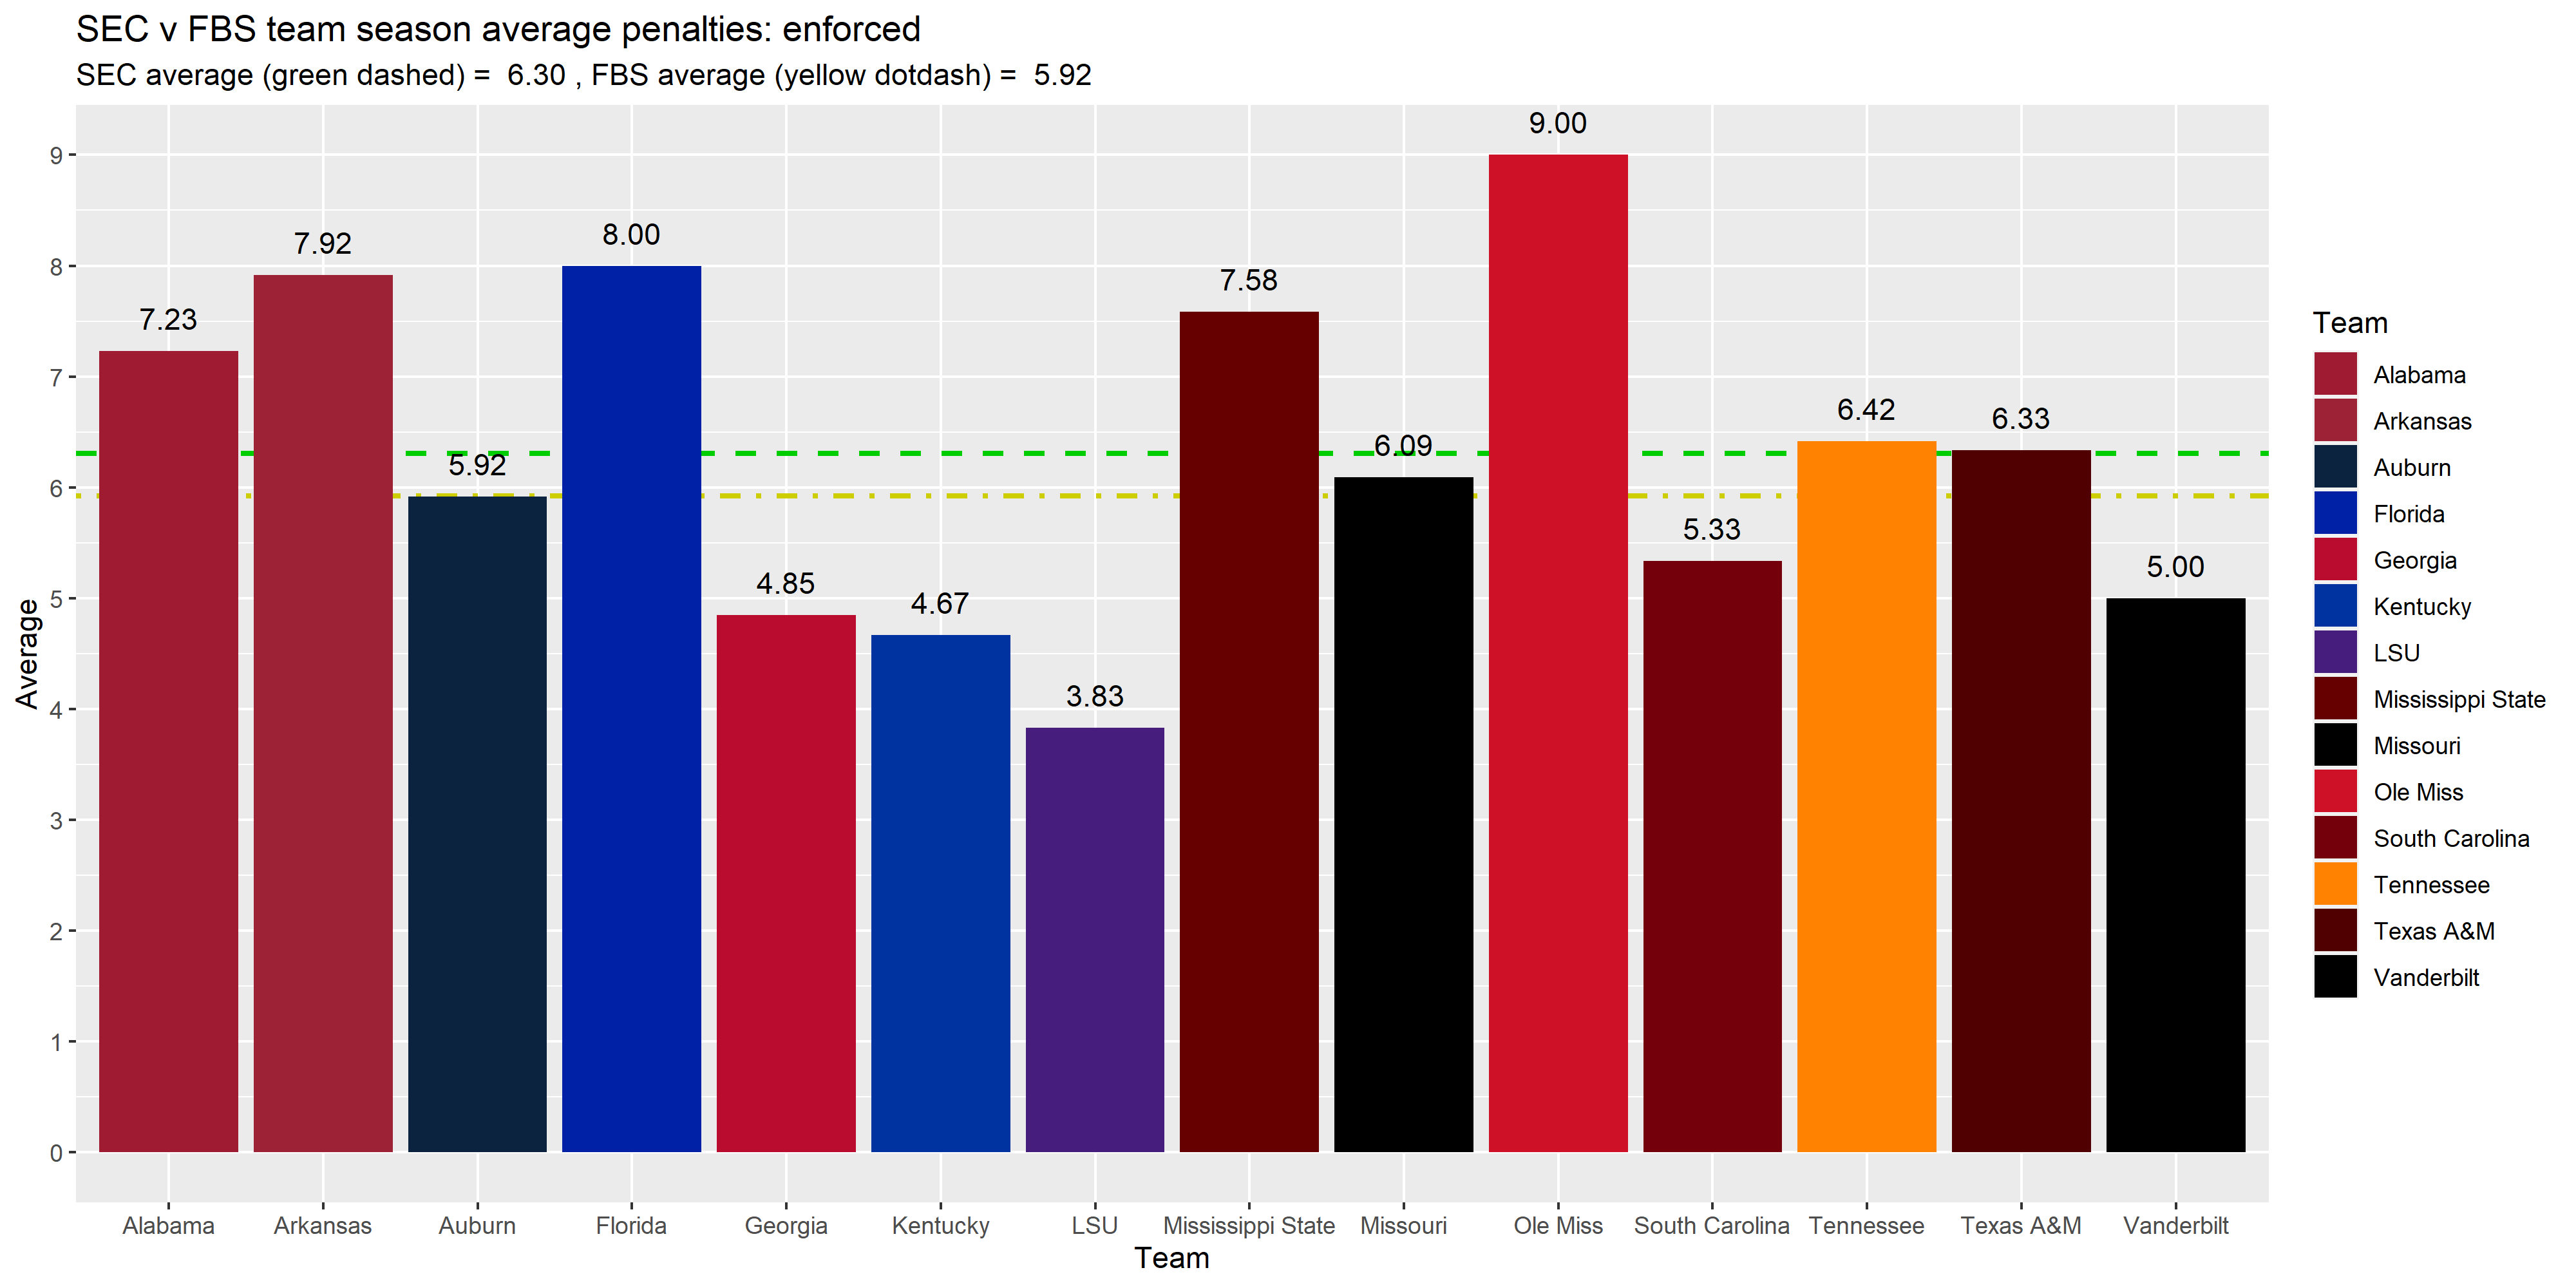 SEC v FBS team season average penalties: enforced
SEC average (green dashed) =  6.30 , FBS average (yellow dotdash) =  5.92
Average
9
8
7
6
5
4
3
2
1
0
7.23
7.92
5.92
8.00
4.85
4.67
3.83
7.58
6.09
9.00
5.33
6.42
6.33
5.00
Alabama
Arkansas
Auburn
Florida
Georgia
Kentucky
LSU
Mississippi State
Missouri
Ole Miss
South Carolina
Tennessee
Texas A&M
Vanderbilt
Team
Team
Alabama
Arkansas
Auburn
Florida
Georgia
Kentucky
LSU
Mississippi State
Missouri
Ole Miss
South Carolina
Tennessee
Texas A&M
Vanderbilt